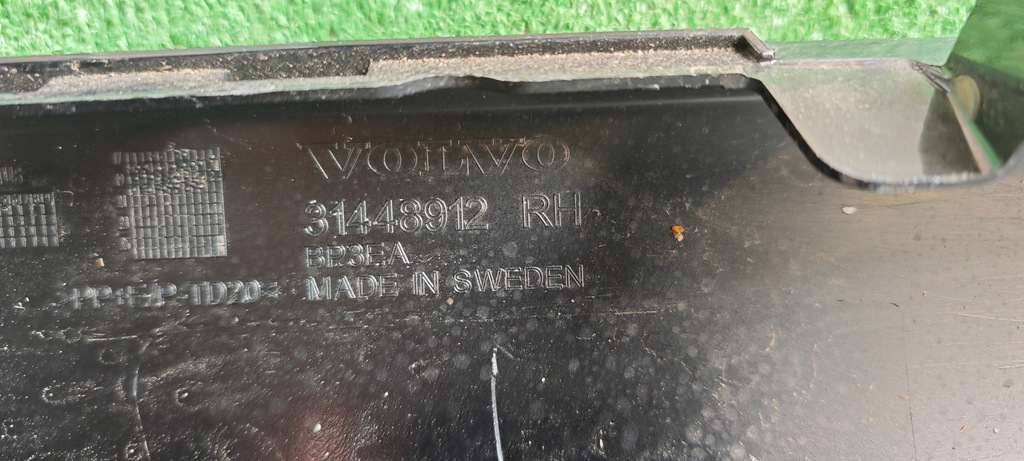 VOLVO
31448912 RH
BP3EA
MADE IN SWEDEN